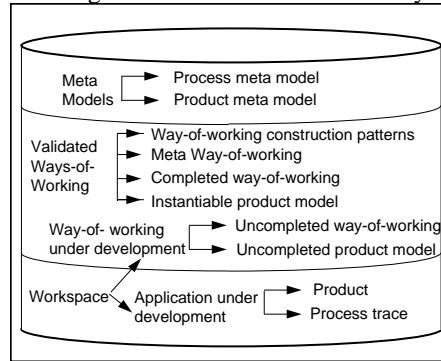 Meta Models
Process meta model
Product meta model
Validated Ways-of-Working
Way-of-working construction patterns
Meta Way-of-working
Completed way-of-working
Instantiable product model
Way-of- working under development
Uncompleted way-of-working
Uncompleted product model
Workspace
Application under development
Product
Process trace